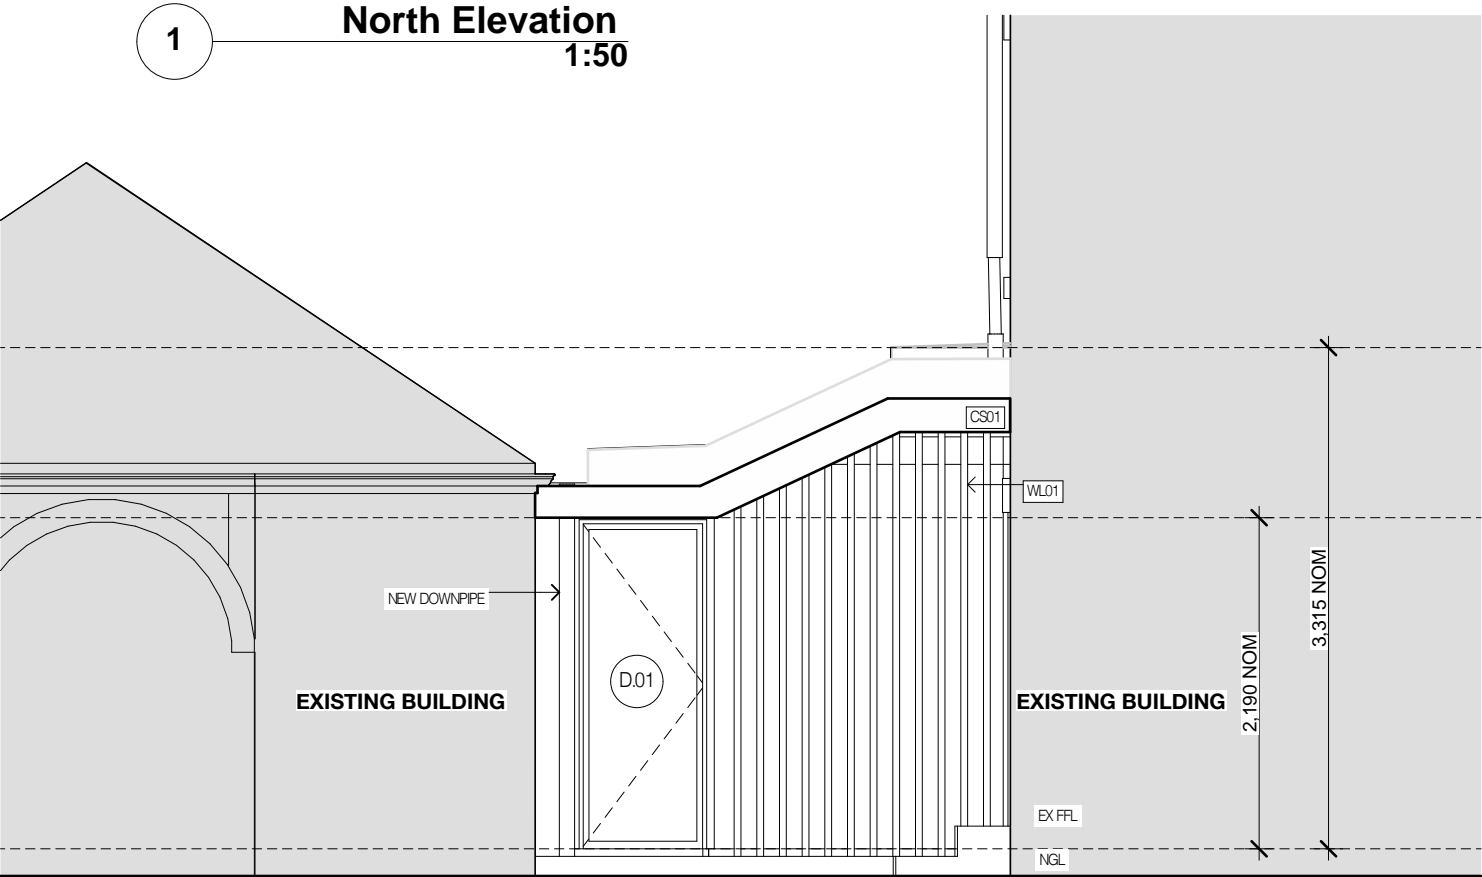 1
North Elevation
1:50
CS01
WL01
NEW DOWNPIPE
D.01
EXISTING BUILDING
EXISTING BUILDING
2,190 NOM
3,315 NOM
EX FFL
NGL